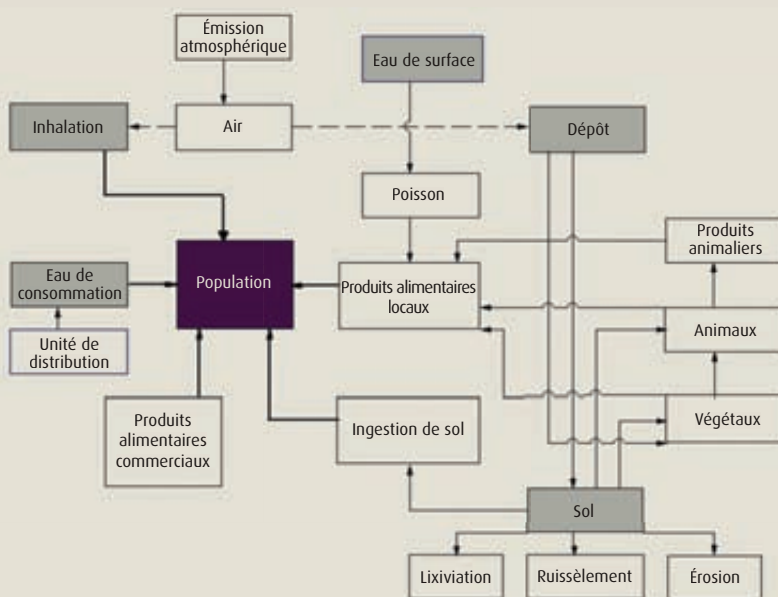 Émission
atmosphérique
Eau de surface
Inhalation
Air
Dépôt
Poisson
Produits
animaliers
Eau de
consommation
Population
Produits alimentaires
locaux
Animaux
Unité de
distribution
Produits
alimentaires
commerciaux
Ingestion de sol
Végétaux
Sol
Lixiviation
Ruissèlement
Érosion